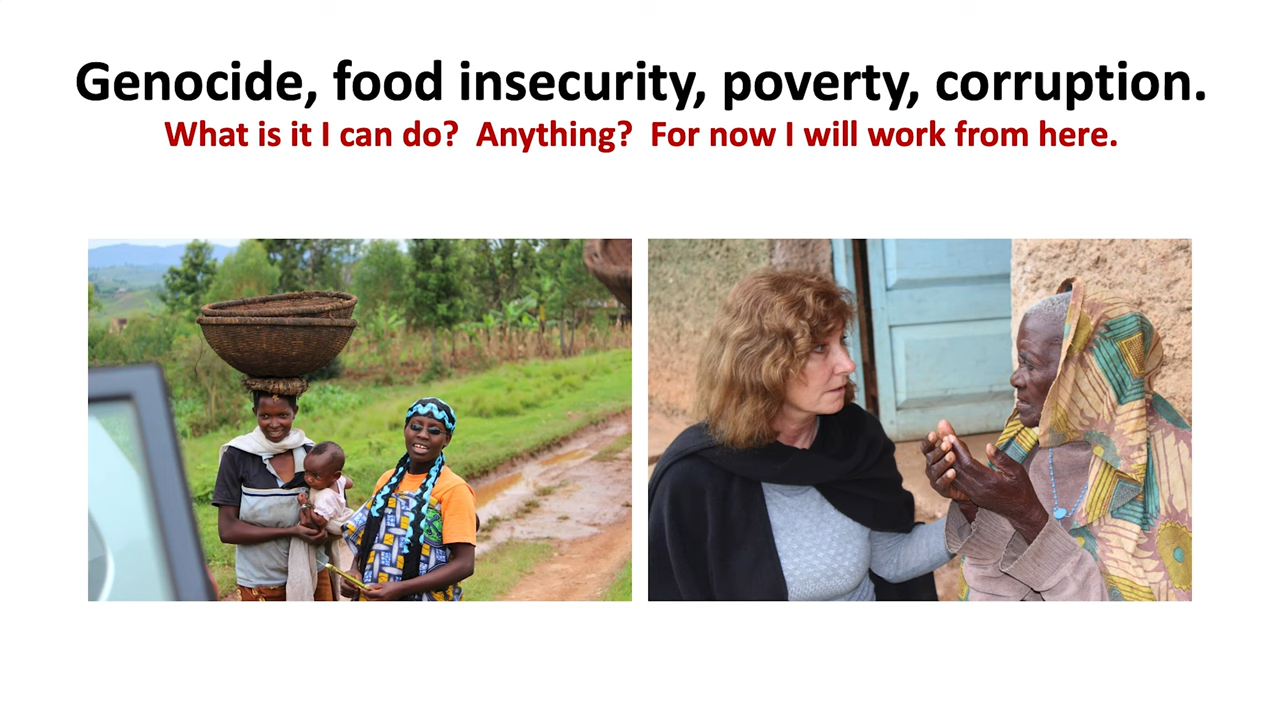 Genocide, food insecurity, poverty, corruption.
What is it I can do?  Anything?  For now I will work from here.